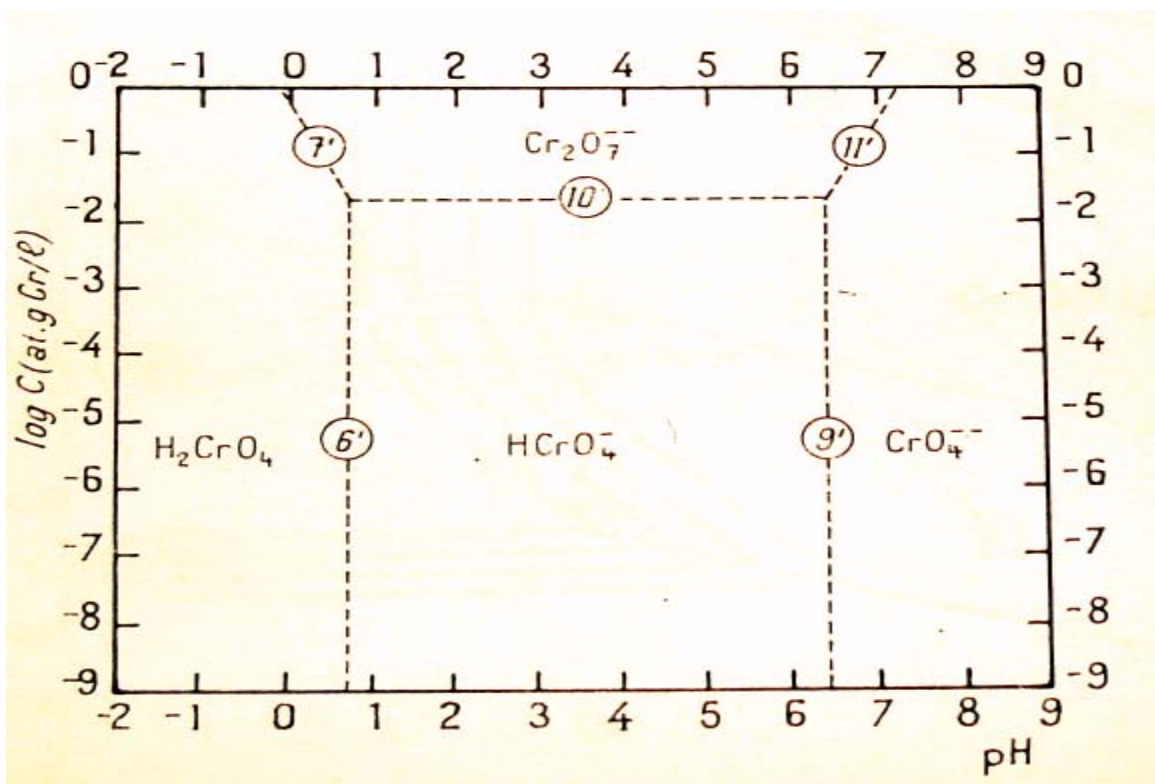 0 -2 -1 0 1 2 3 4 5 6 7 8 9 0
7' Cr₂O₇⁻⁻ 11'
-1 -1
10
-2 -2
-3 -3
-4 -4
log C(at.g Cr/ℓ)
-5 -5
H₂CrO₄ 6' HCrO₄⁻ 9' CrO₄⁻⁻
-6 -6
-7 -7
-8 -8
-9 -9
-2 -1 0 1 2 3 4 5 6 7 8 9
pH